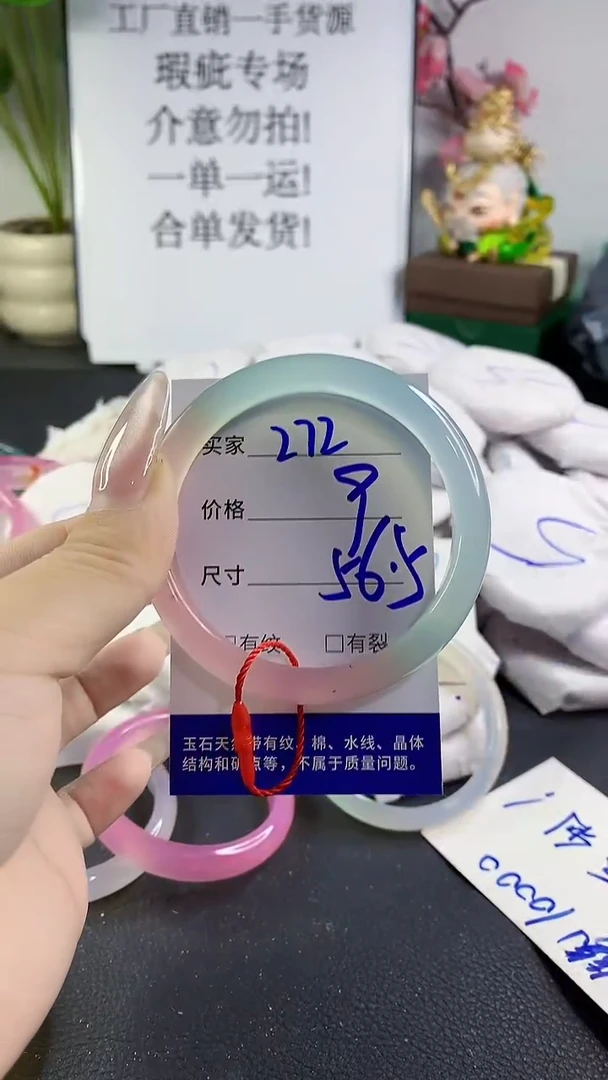 工厂直销一手货源
瑕疵专场
介意勿拍!
一单一运!
合单发货!
买家 272
价格 8
尺寸 56.5
□有纹 □有裂
玉石天然带有纹、棉、水线、晶体
结构和矿点等，不属于质量问题。
10000